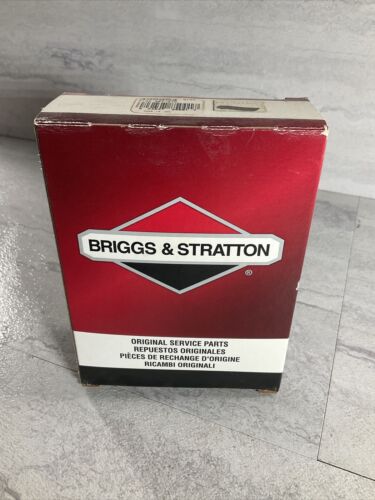 BRIGGS & STRATTON
®
ORIGINAL SERVICE PARTS
REPUESTOS ORIGINALES
PIÈCES DE RECHANGE D'ORIGINE
RICAMBI ORIGINALI